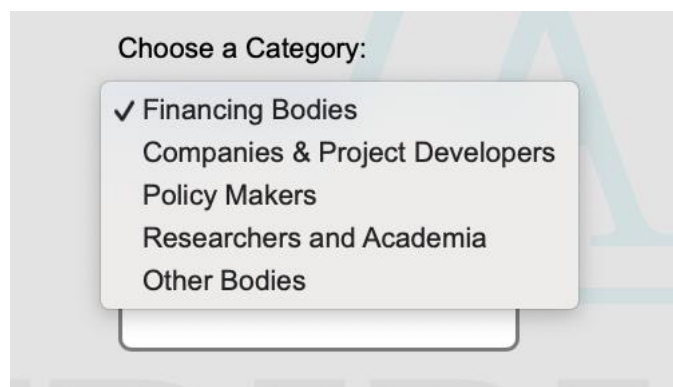 Choose a Category:
✓ Financing Bodies
Companies & Project Developers
Policy Makers
Researchers and Academia
Other Bodies